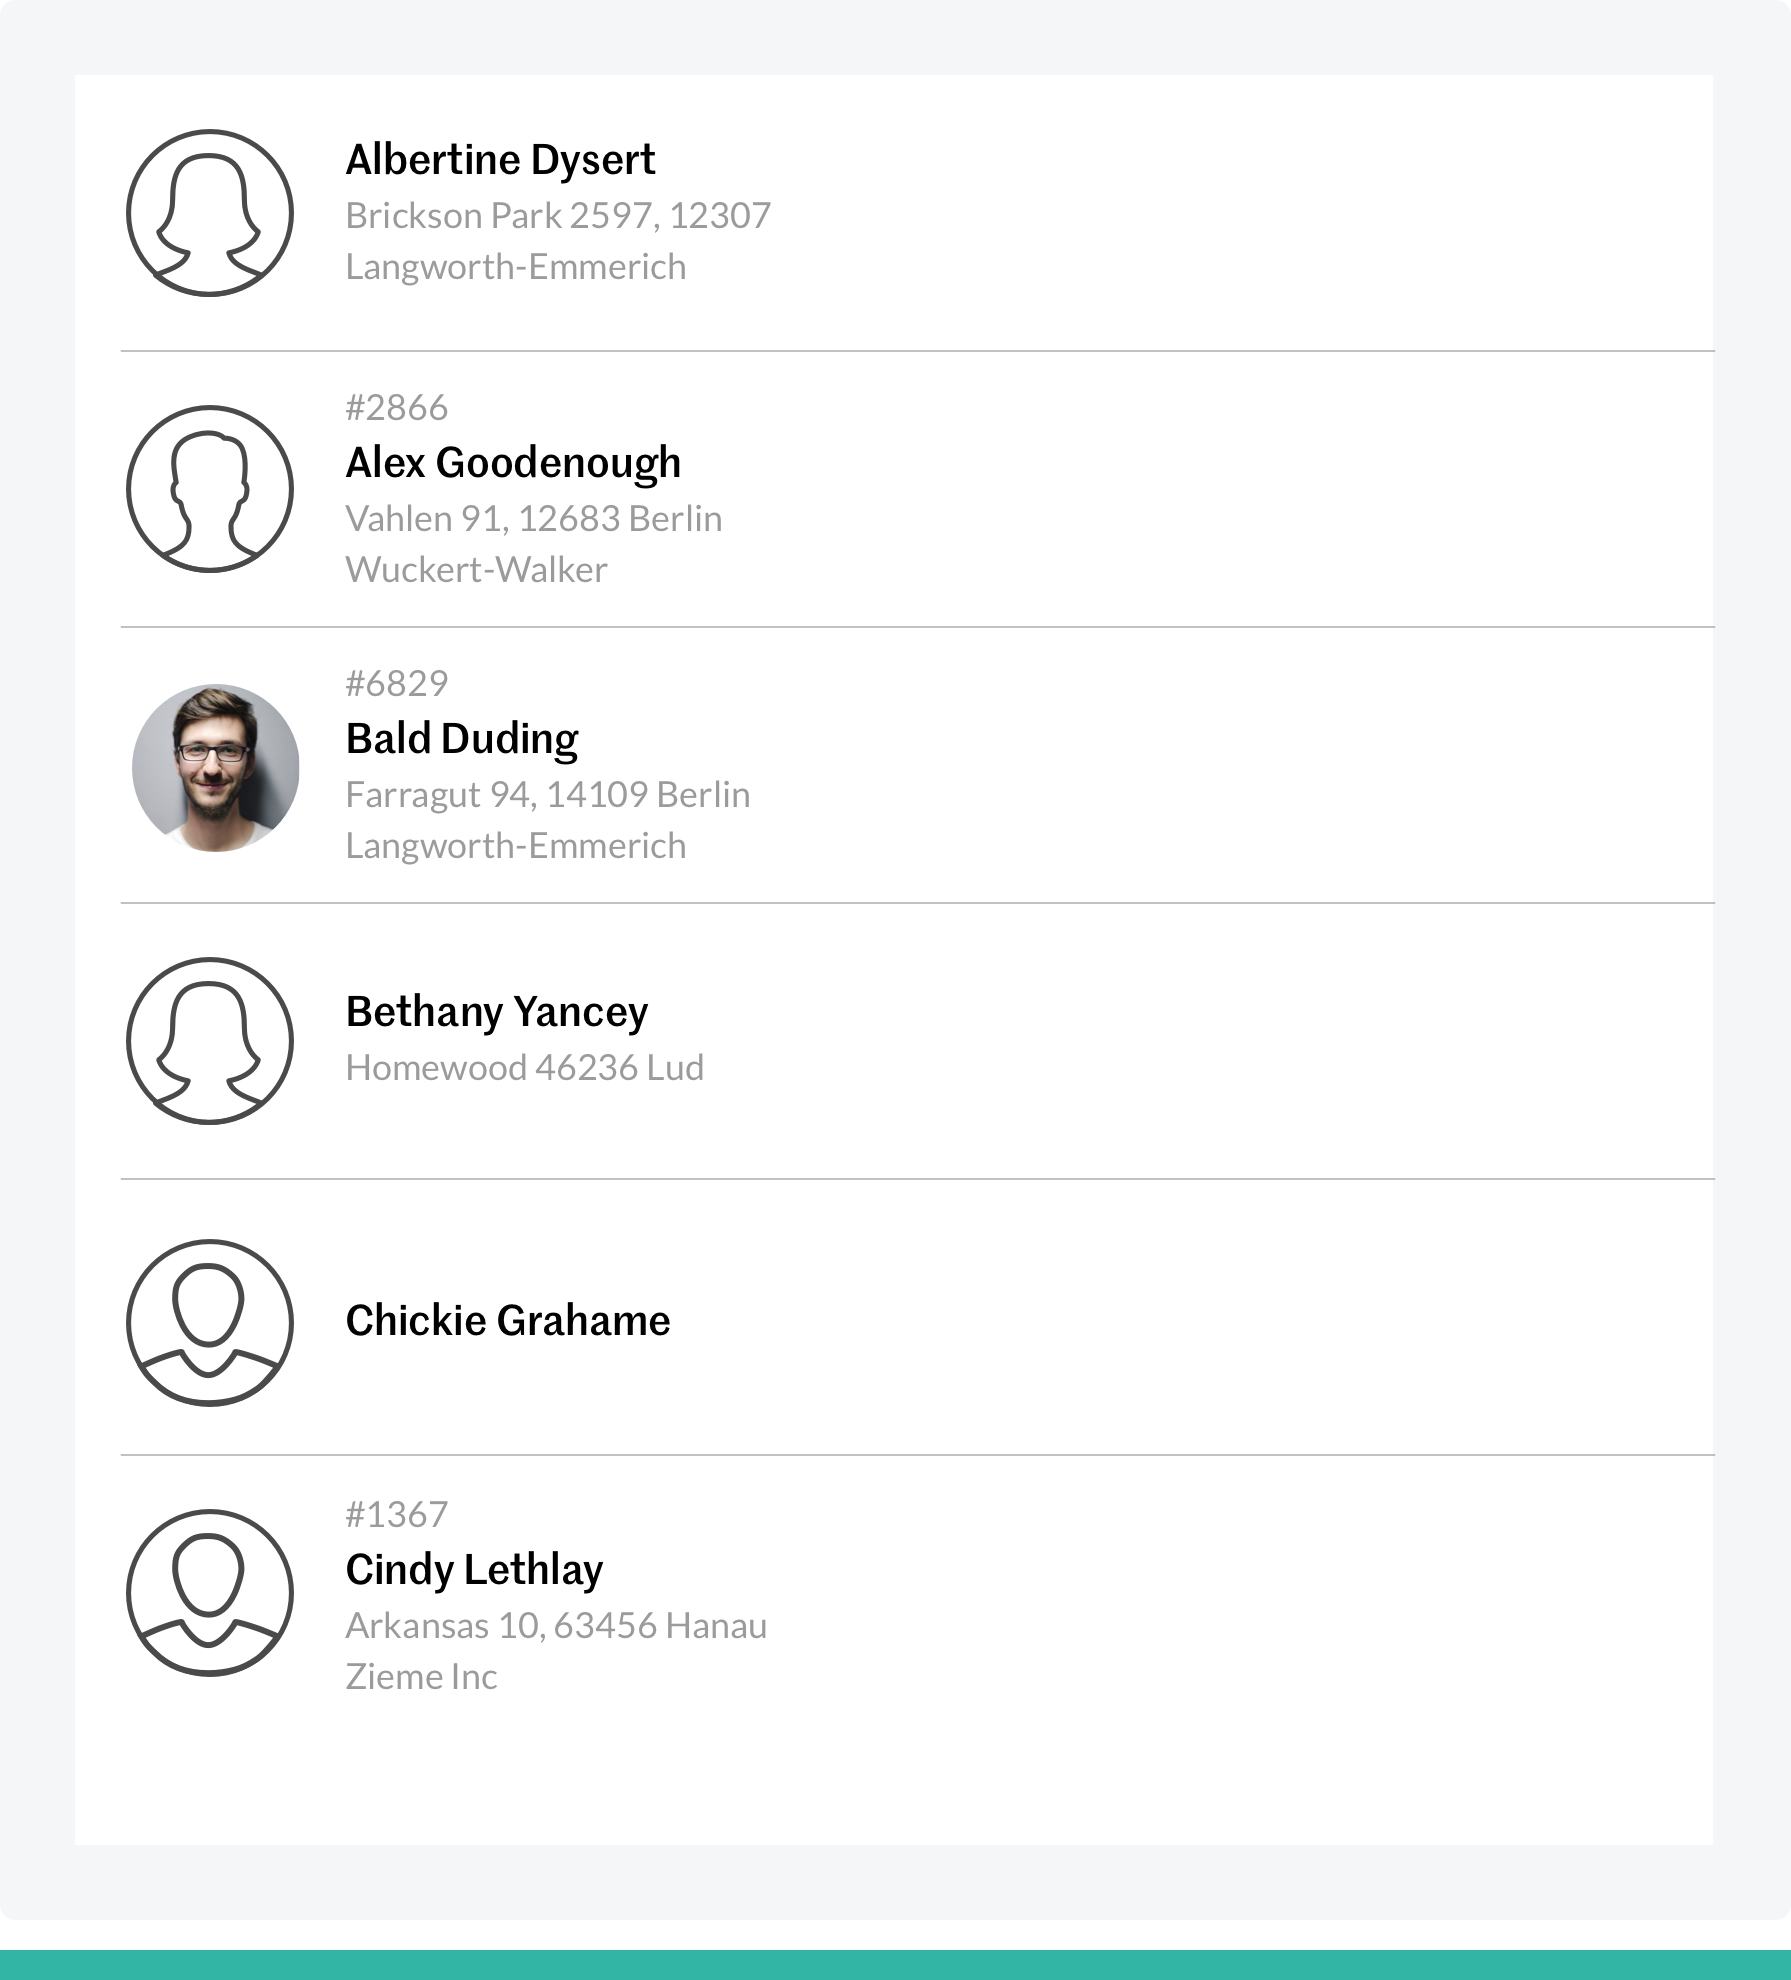 Albertine Dysert
Brickson Park 2597, 12307
Langworth-Emmerich
#2866
Alex Goodenough
Vahlen 91, 12683 Berlin
Wuckert-Walker
#6829
Bald Duding
Farragut 94, 14109 Berlin
Langworth-Emmerich
Bethany Yancey
Homewood 46236 Lud
Chickie Grahame
#1367
Cindy Lethlay
Arkansas 10, 63456 Hanau
Zieme Inc